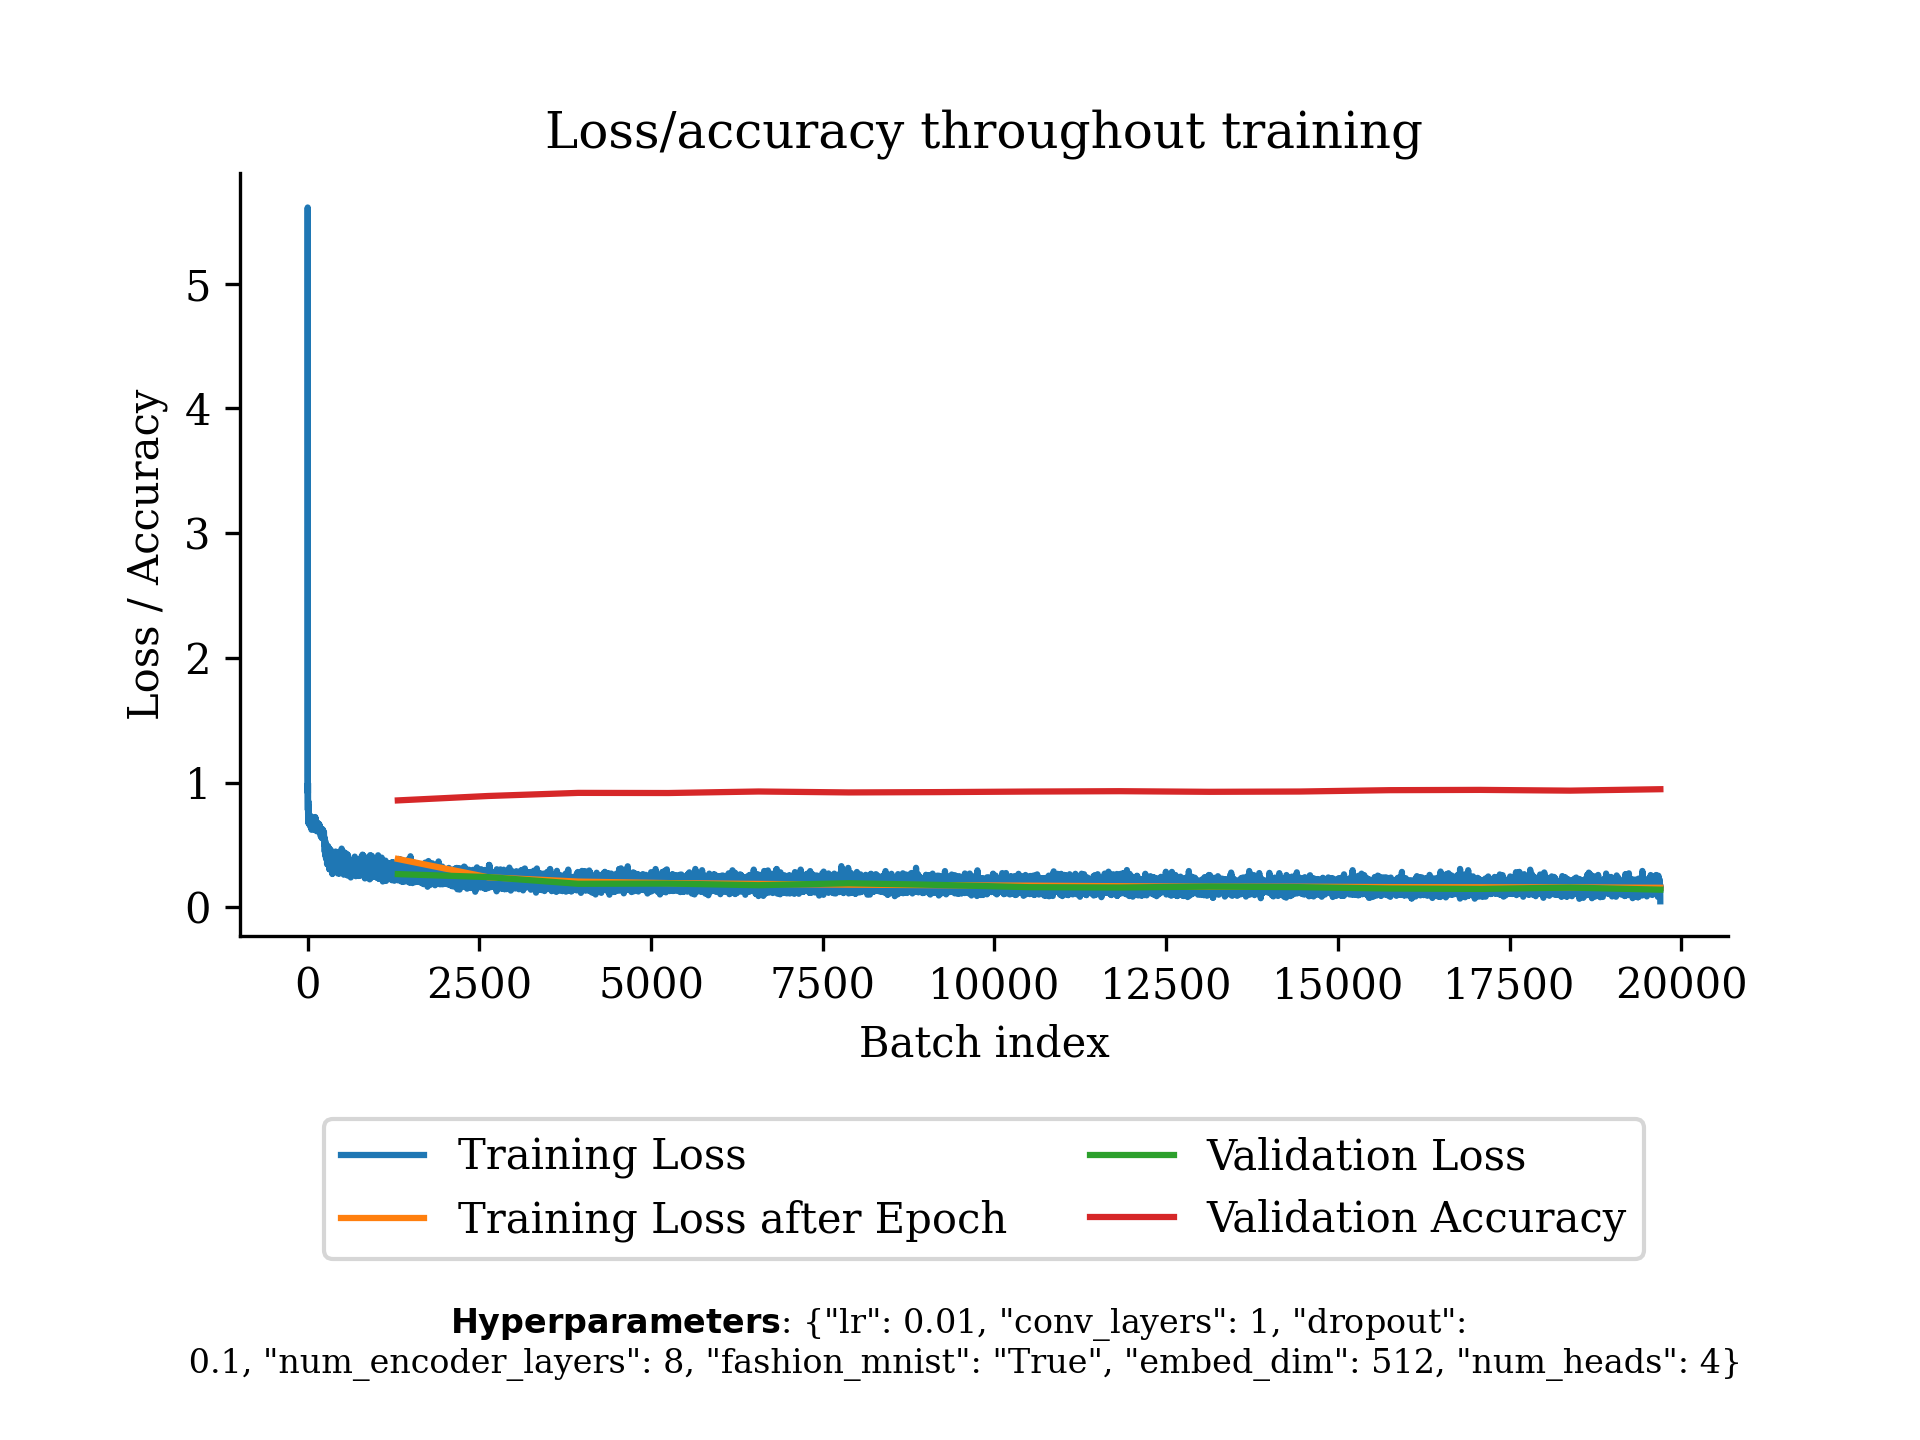 Loss/accuracy throughout training
Loss / Accuracy
5
4
3
2
1
0
0 2500 5000 7500 10000 12500 15000 17500 20000
Batch index
Training Loss
Training Loss after Epoch
Validation Loss
Validation Accuracy
Hyperparameters: {"lr": 0.01, "conv_layers": 1, "dropout":
0.1, "num_encoder_layers": 8, "fashion_mnist": "True", "embed_dim": 512, "num_heads": 4}